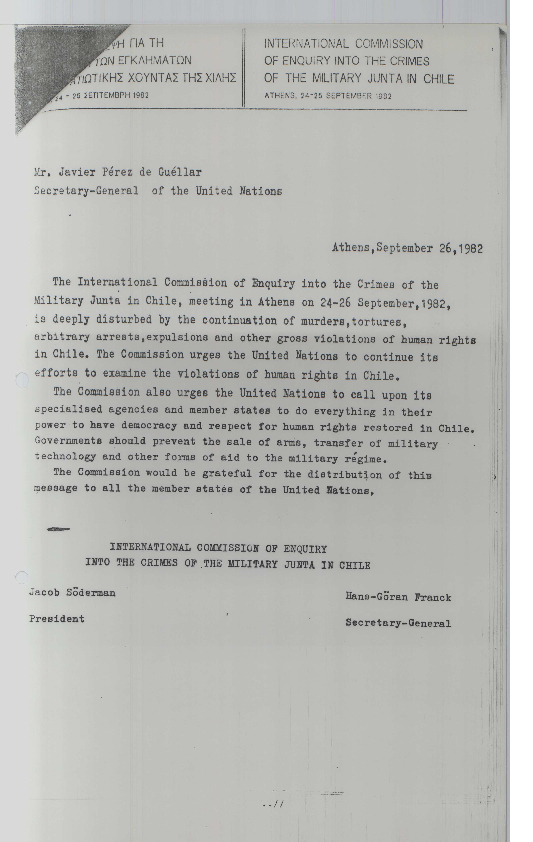 ΨΗ ΓΙΑ ΤΗ
ΤΩΝ ΕΓΚΛΗΜΑΤΩΝ
ΤΙΩΤΙΚΗΣ ΧΟΥΝΤΑΣ ΤΗΣ ΧΙΛΗΣ
24 - 26 ΣΕΠΤΕΜΒΡΗ 1982
INTERNATIONAL COMMISSION
OF ENQUIRY INTO THE CRIMES
OF THE MILITARY JUNTA IN CHILE
ATHENS, 24-25 SEPTEMBER 1982
Mr. Javier Pérez de Guéllar
Secretary-General of the United Nations
Athens,September 26,1982
The International Commission of Enquiry into the Crimes of the
Military Junta in Chile, meeting in Athens on 24-26 September,1982,
is deeply disturbed by the continuation of murders,tortures,
arbitrary arrests,expulsions and other gross violations of human rights
in Chile. The Commission urges the United Nations to continue its
efforts to examine the violations of human rights in Chile.
The Commission also urges the United Nations to call upon its
specialised agencies and member states to do everything in their
power to have democracy and respect for human rights restored in Chile.
Governments should prevent the sale of arms, transfer of military
technology and other forms of aid to the military régime.
The Commission would be grateful for the distribution of this
message to all the member states of the United Nations.
INTERNATIONAL COMMISSION OF ENQUIRY
INTO THE CRIMES OF THE MILITARY JUNTA IN CHILE
Jacob Söderman
President
Hans-Göran Franck
Secretary-General
..//